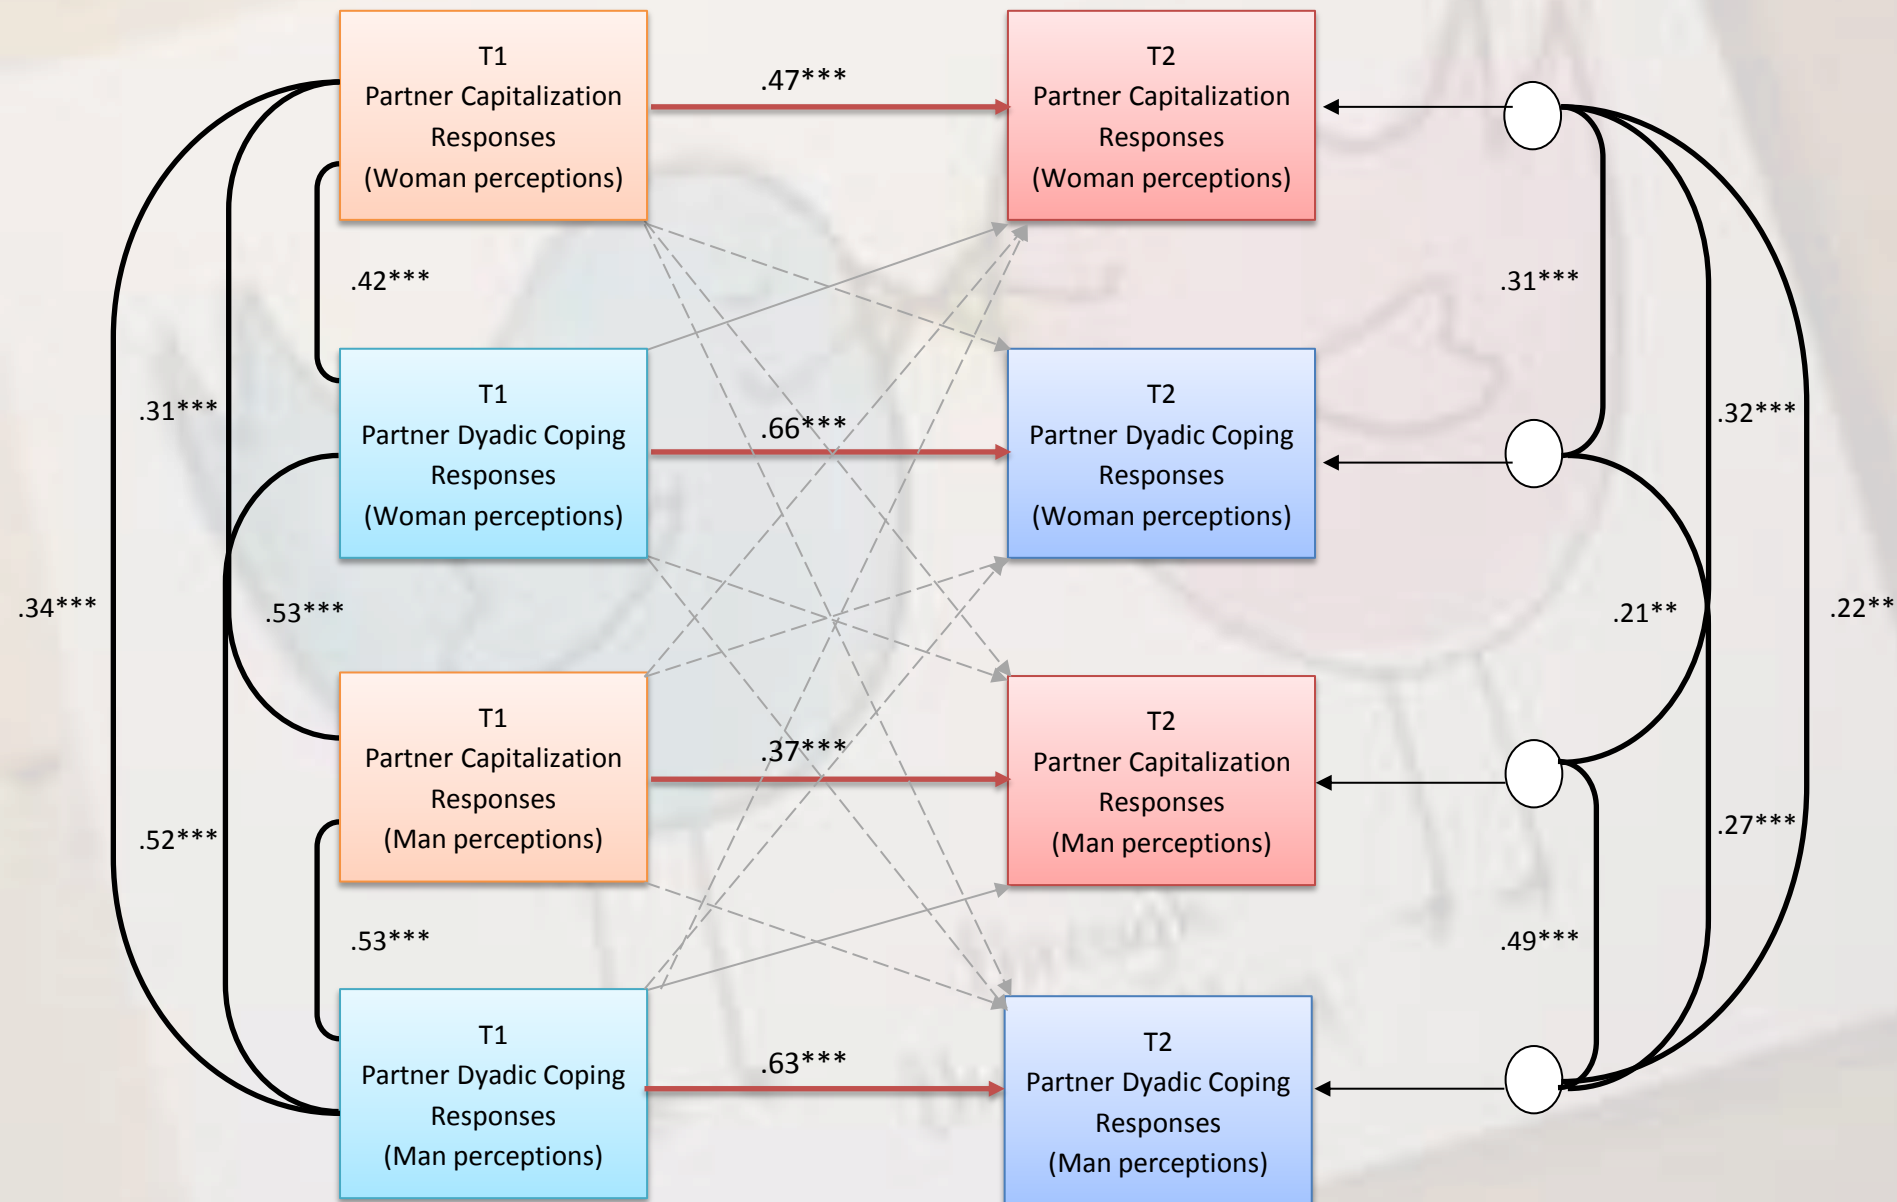 T1
Partner Capitalization
Responses
(Woman perceptions)
.47***
T2
Partner Capitalization
Responses
(Woman perceptions)
.42***
.31***
T1
Partner Dyadic Coping
Responses
(Woman perceptions)
.66***
T2
Partner Dyadic Coping
Responses
(Woman perceptions)
.31***
.32***
.34***
.53***
.21**
.22**
T1
Partner Capitalization
Responses
(Man perceptions)
.37***
T2
Partner Capitalization
Responses
(Man perceptions)
.52***
.27***
.53***
.49***
T1
Partner Dyadic Coping
Responses
(Man perceptions)
.63***
T2
Partner Dyadic Coping
Responses
(Man perceptions)